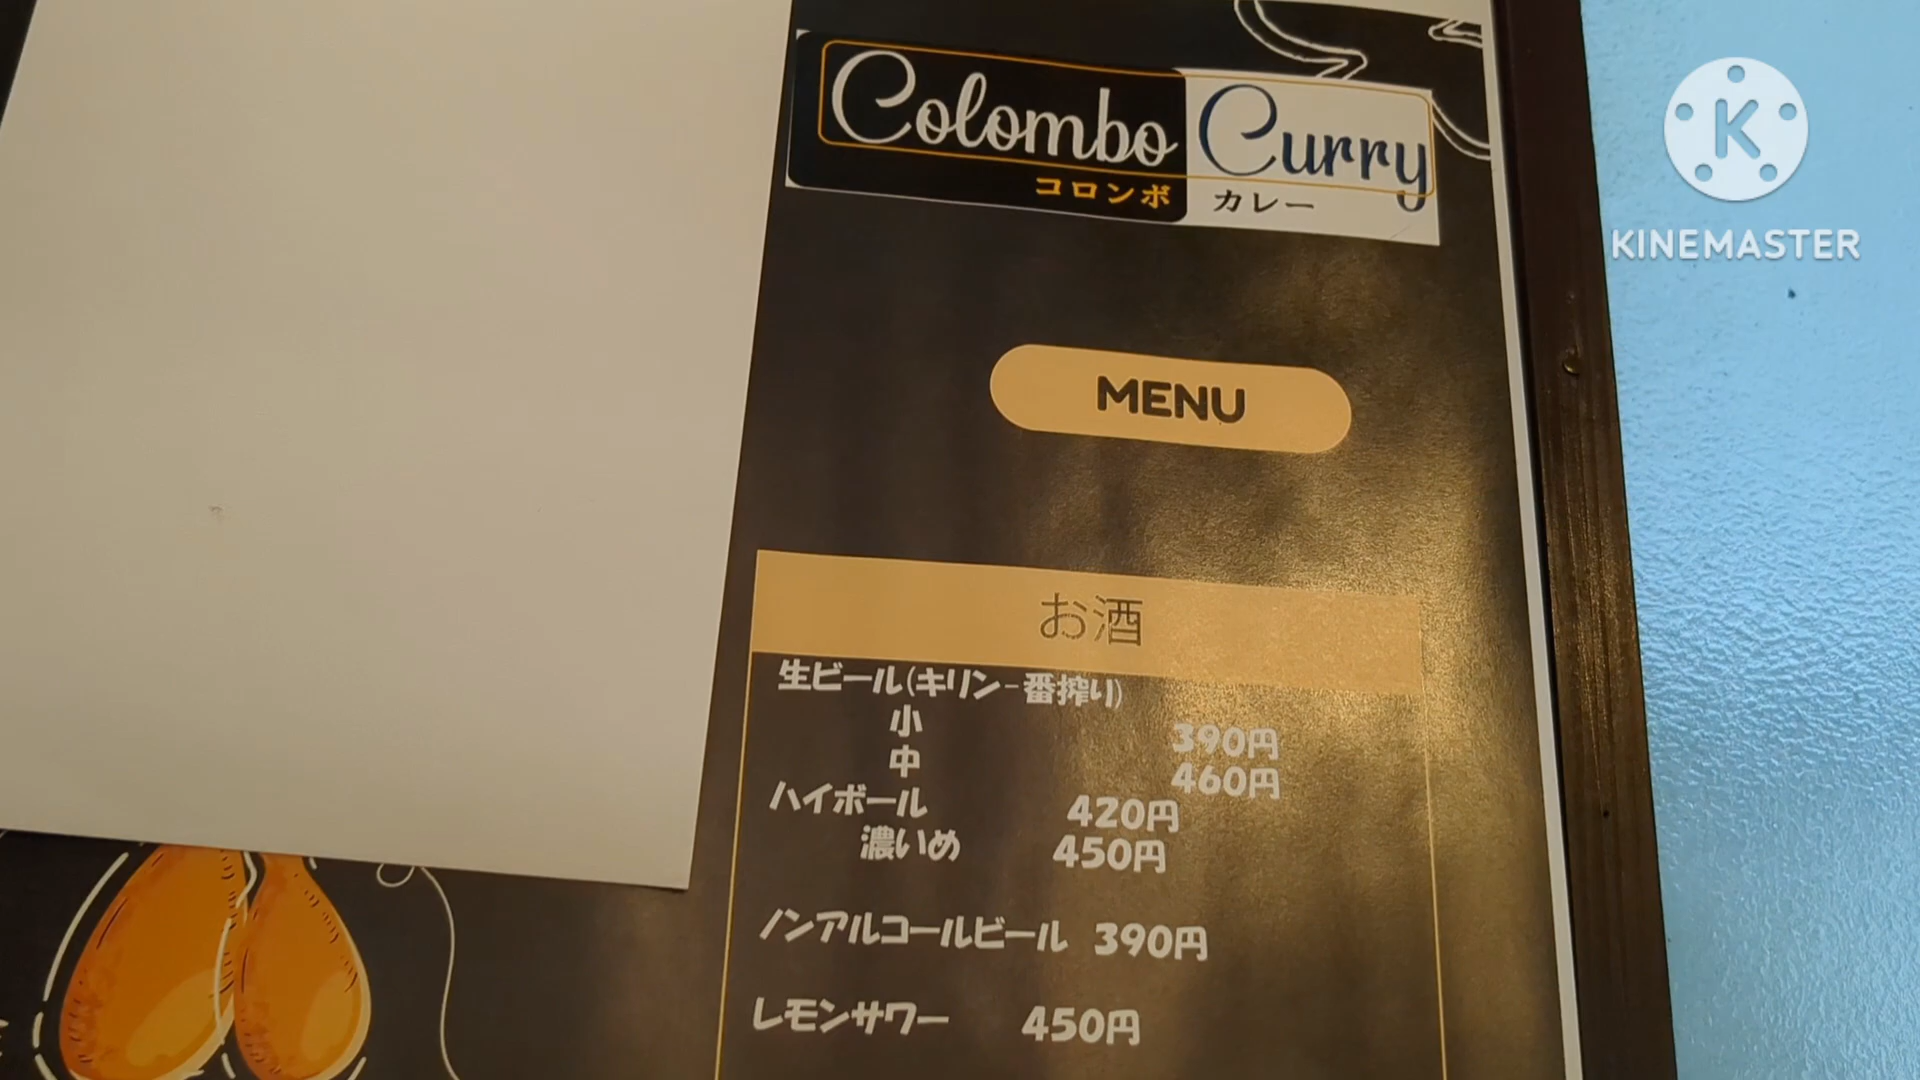 Colombo Curry
コロンボ カレー
KINEMASTER
MENU
お酒
生ビール(キリン一番搾り)
小 390円
中 460円
ハイボール 420円
濃いめ 450円
ノンアルコールビール 390円
レモンサワー 450円